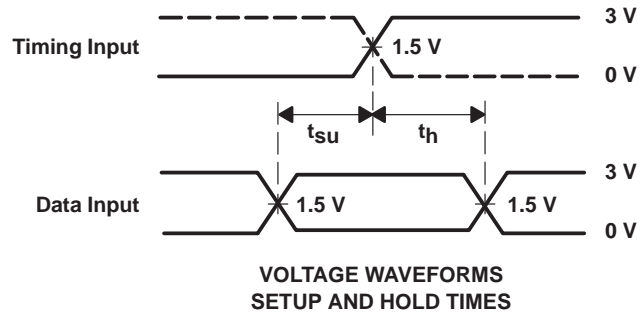 3 V
Timing Input
1.5 V
0 V
tsu
th
3 V
Data Input
1.5 V
1.5 V
0 V
VOLTAGE WAVEFORMS
SETUP AND HOLD TIMES